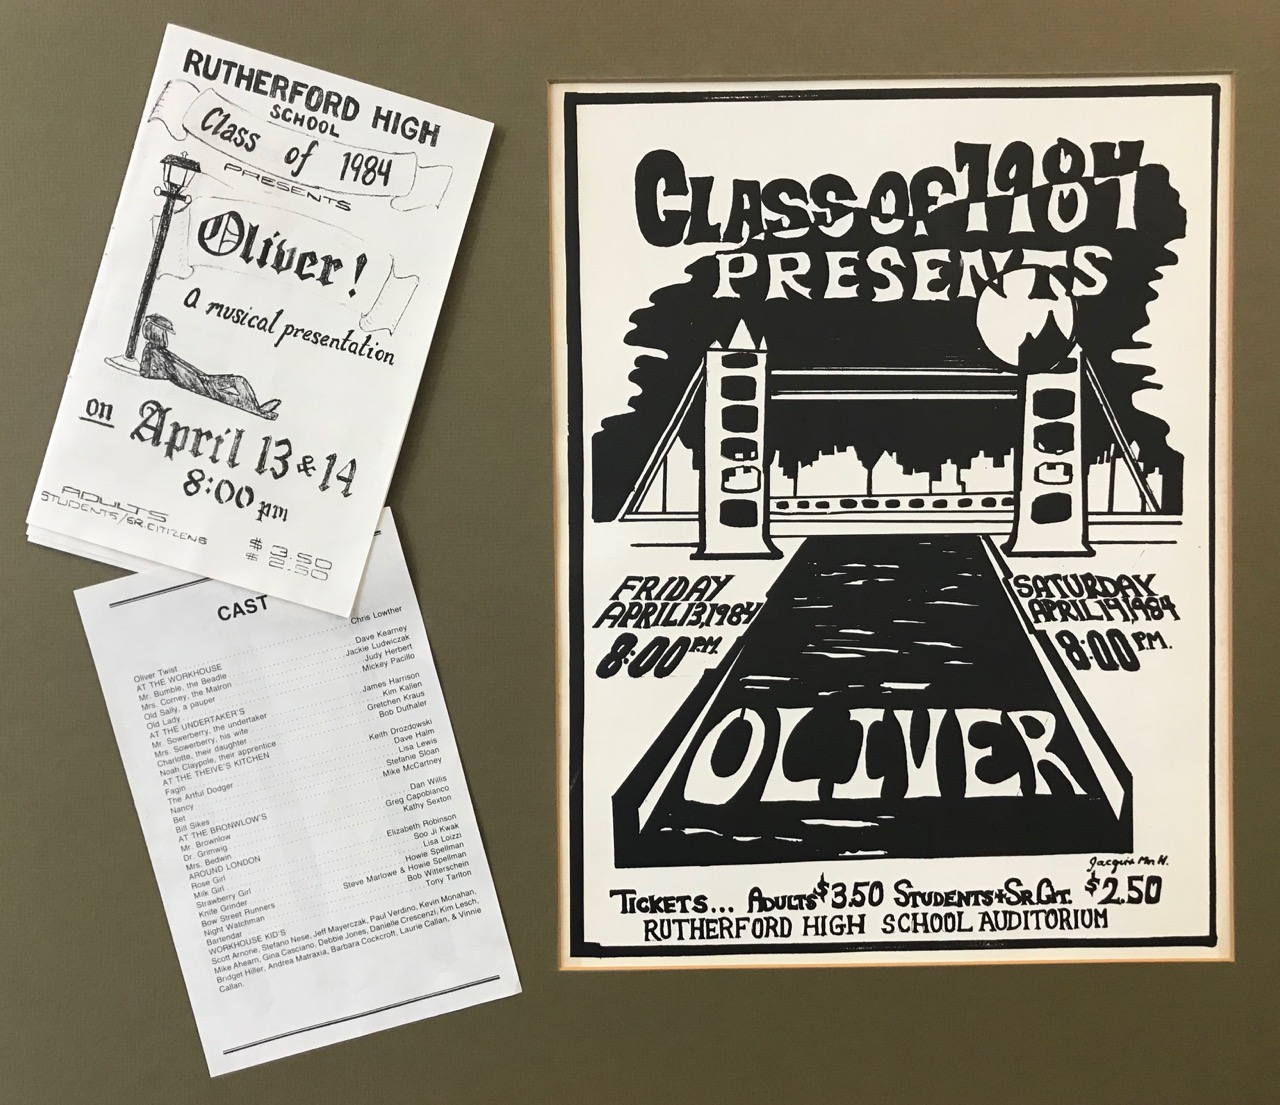 RUTHERFORD HIGH
SCHOOL
Class of 1984
PRESENTS
Oliver!
A musical presentation
on April 13 & 14
8:00 pm
ADULTS $3.50
STUDENTS/SR.CITIZENS $2.50
CAST
Oliver Twist Chris Lowther
AT THE WORKHOUSE
Mr. Bumble, the Beadle Dave Kearney
Mrs. Corney, the Matron Jackie Ludwiczak
Old Sally, a pauper Judy Herbert
Old Lady Mickey Pacillo
AT THE UNDERTAKER'S
Mr. Sowerberry, the undertaker James Harrison
Mrs. Sowerberry, his wife Kim Kallen
Charlotte, their daughter Gretchen Kraus
Noah Claypole, their apprentice Bob Duthaler
AT THE THEIVE'S KITCHEN
Fagin Keith Drozdowski
The Artful Dodger Dave Halm
Nancy Lisa Lewis
Bet Stefanie Sloan
Bill Sikes Mike McCartney
AT THE BRONWLOW'S
Mr. Brownlow Dan Willis
Dr. Grimwig Greg Capobianco
Mrs. Bedwin Kathy Sexton
AROUND LONDON
Rose Girl Elizabeth Robinson
Milk Girl Soo Ji Kwak
Strawberry Girl Lisa Loizzi
Knife Grinder Howie Spellman
Bow Street Runners Steve Marlowe & Howie Spellman
Night Watchman Bob Witterschein
Bartendar Tony Tarlton
WORKHOUSE KID'S
Scott Arnone, Stefano Nese, Jeff Mayerczak, Paul Verdino, Kevin Monahan,
Mike Ahearn, Gina Casciano, Debbie Jones, Danielle Crescenzi, Kim Lesch,
Bridget Hiller, Andrea Matraxia, Barbara Cockcroft, Laurie Callan, & Vinnie
Callan.
CLASS OF 1984
PRESENTS
FRIDAY
APRIL 13, 1984
8:00 P.M.
SATURDAY
APRIL 14, 1984
8:00 P.M.
OLIVER
TICKETS... ADULTS $3.50 STUDENTS + SR. CIT. $2.50
RUTHERFORD HIGH SCHOOL AUDITORIUM